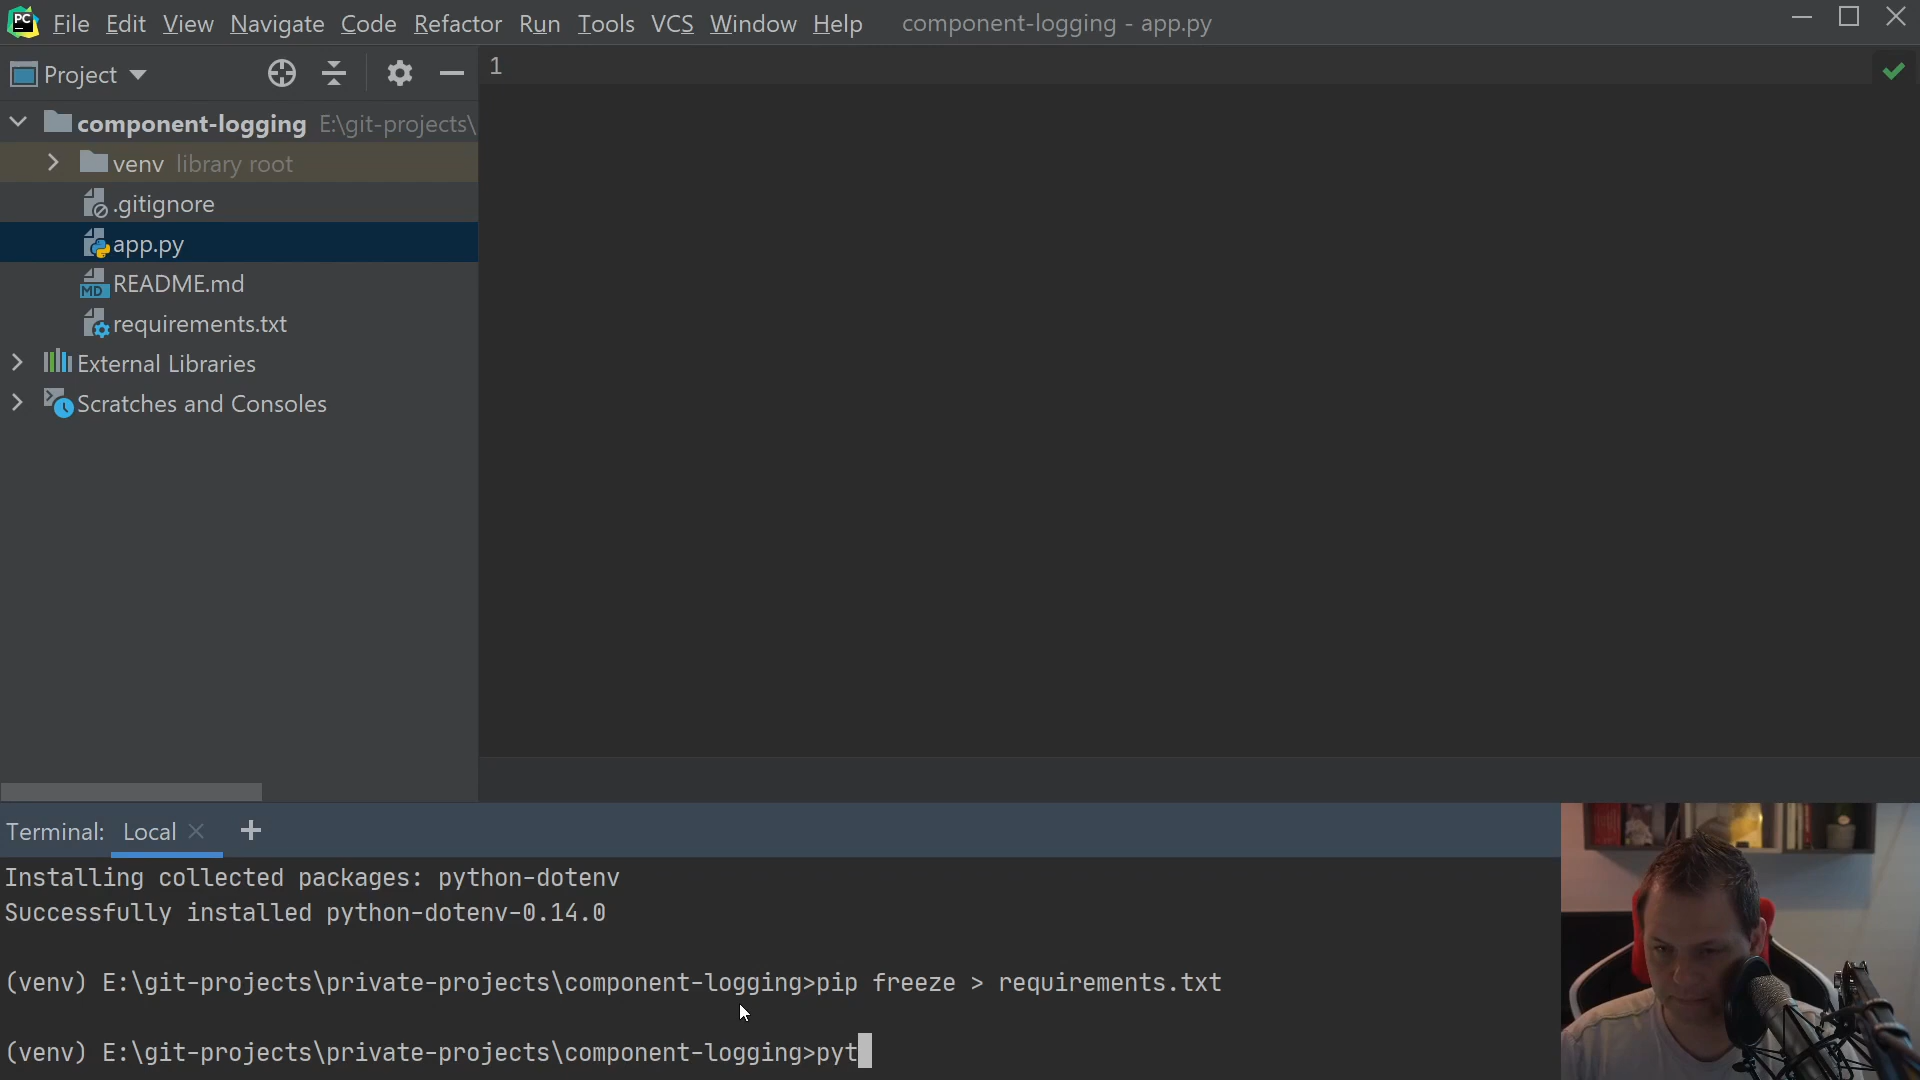 PC File Edit View Navigate Code Refactor Run Tools VCS Window Help component-logging - app.py
Project
1
component-logging E:\git-projects\
venv library root
.gitignore
app.py
MD README.md
requirements.txt
External Libraries
Scratches and Consoles
Terminal: Local
Installing collected packages: python-dotenv
Successfully installed python-dotenv-0.14.0
(venv) E:\git-projects\private-projects\component-logging>pip freeze > requirements.txt
(venv) E:\git-projects\private-projects\component-logging>pyt